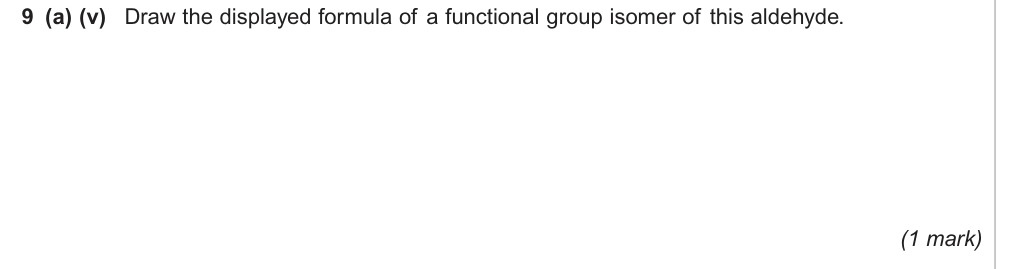 9 (a) (v) Draw the displayed formula of a functional group isomer of this aldehyde.
(1 mark)